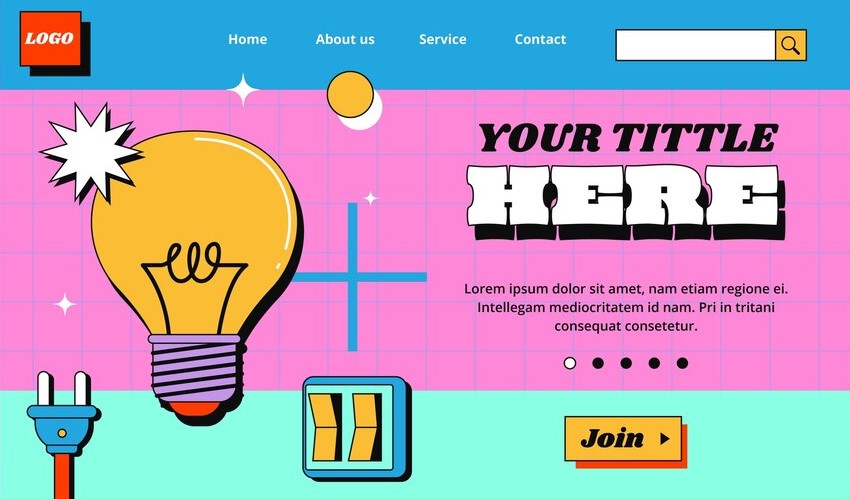 LOGO
Home
About us
Service
Contact
YOUR TITTLE
HERE
Lorem ipsum dolor sit amet, nam etiam regione ei.
Intellegam mediocritatem id nam. Pri in tritani
consequat consetetur.
Join